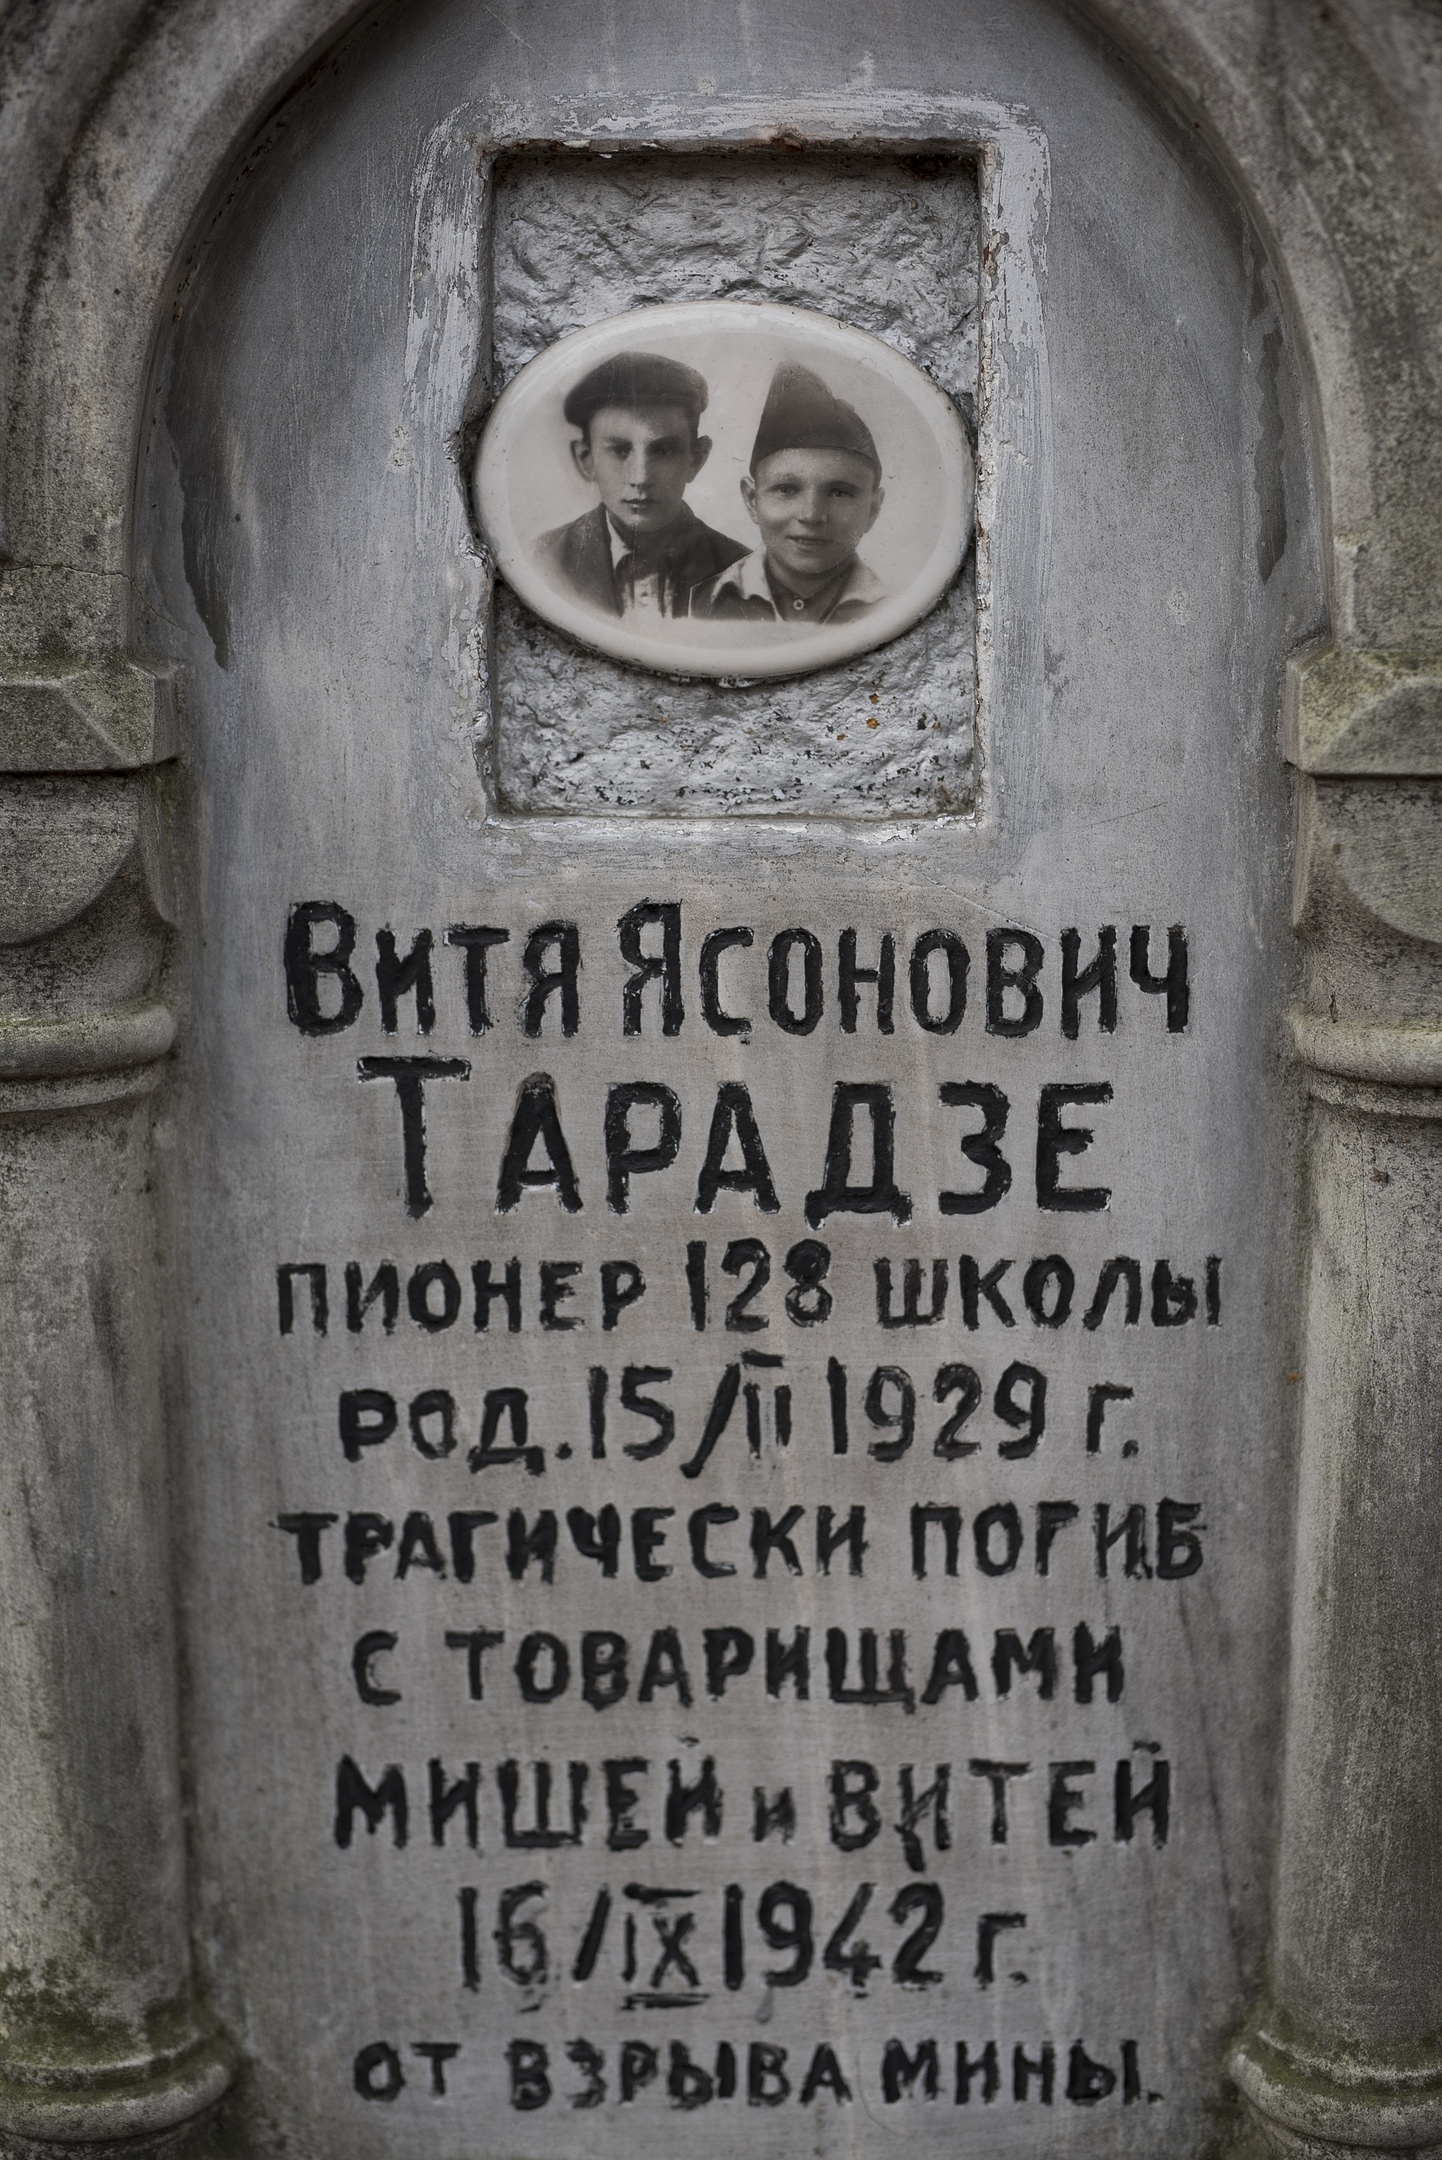 Витя Ясонович
ТАРАДЗЕ
ПИОНЕР 128 ШКОЛЫ
РОД. 15/II 1929 г.
ТРАГИЧЕСКИ ПОГИБ
С ТОВАРИЩАМИ
МИШЕЙ и ВИТЕЙ
16/IX 1942 г.
ОТ ВЗРЫВА МИНЫ.